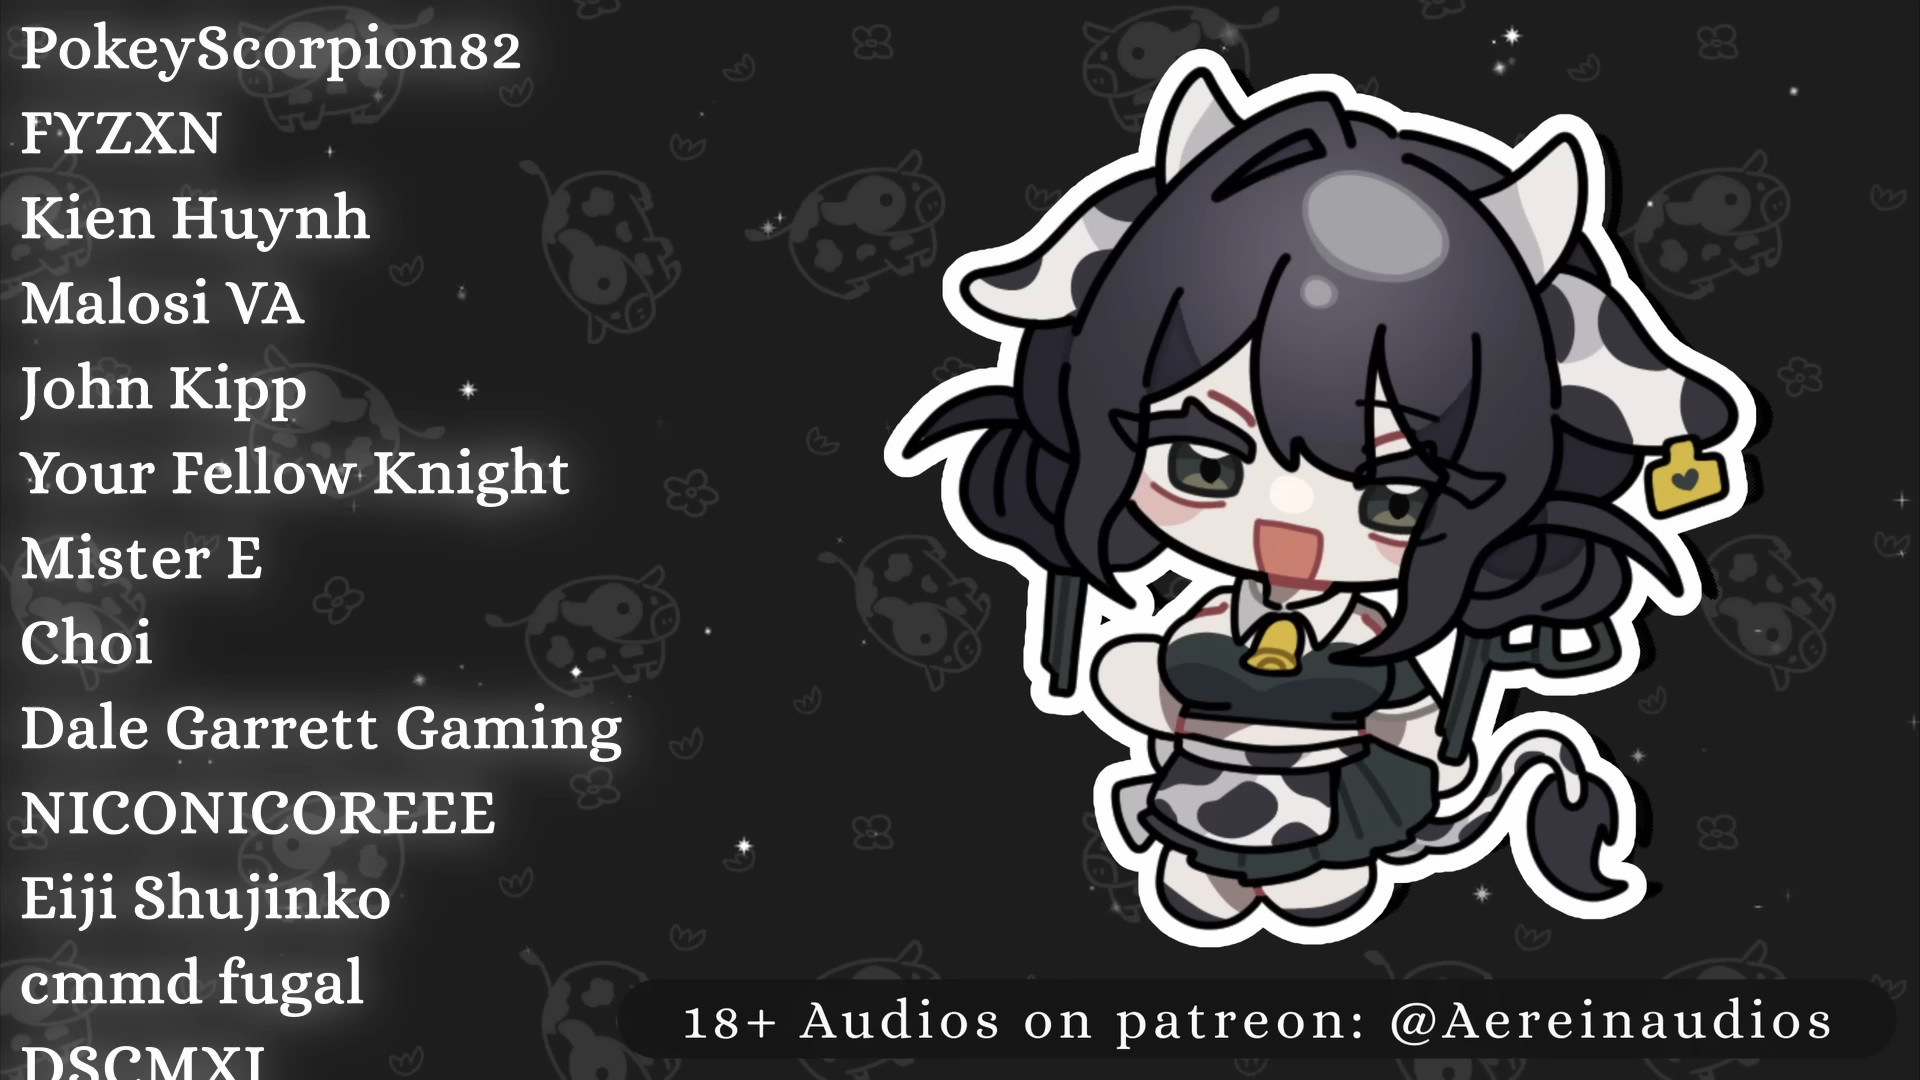 PokeyScorpion82
FYZXN
Kien Huynh
Malosi VA
John Kipp
Your Fellow Knight
Mister E
Choi
Dale Garrett Gaming
NICONICOREEE
Eiji Shujinko
cmmd fugal
DSCMXI
18+ Audios on patreon: @Aereinaudios